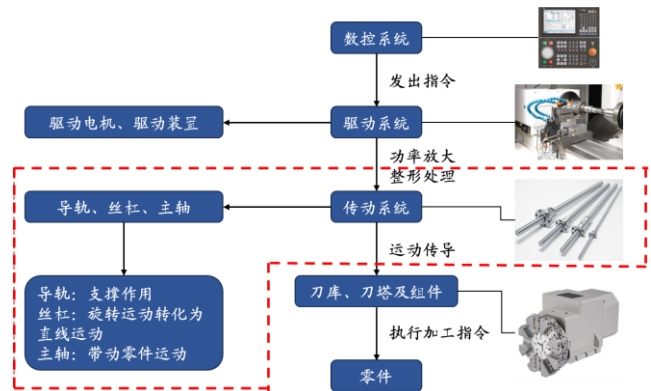 数控系统
发出指令
驱动电机、驱动装置
驱动系统
功率放大
整形处理
导轨、丝杠、主轴
传动系统
运动传导
导轨：支撑作用
丝杠：旋转运动转化为
直线运动
主轴：带动零件运动
刀库、刀塔及组件
执行加工指令
零件